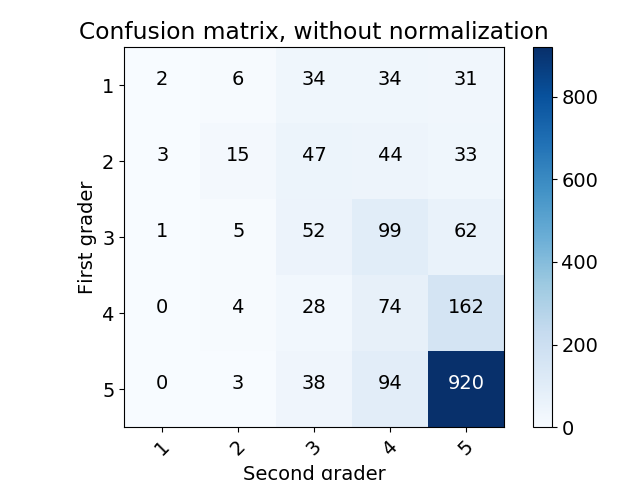 Confusion matrix, without normalization
1 2 6 34 34 31
2 3 15 47 44 33
3 1 5 52 99 62
4 0 4 28 74 162
5 0 3 38 94 920
1 2 3 4 5
First grader
Second grader
800
600
400
200
0